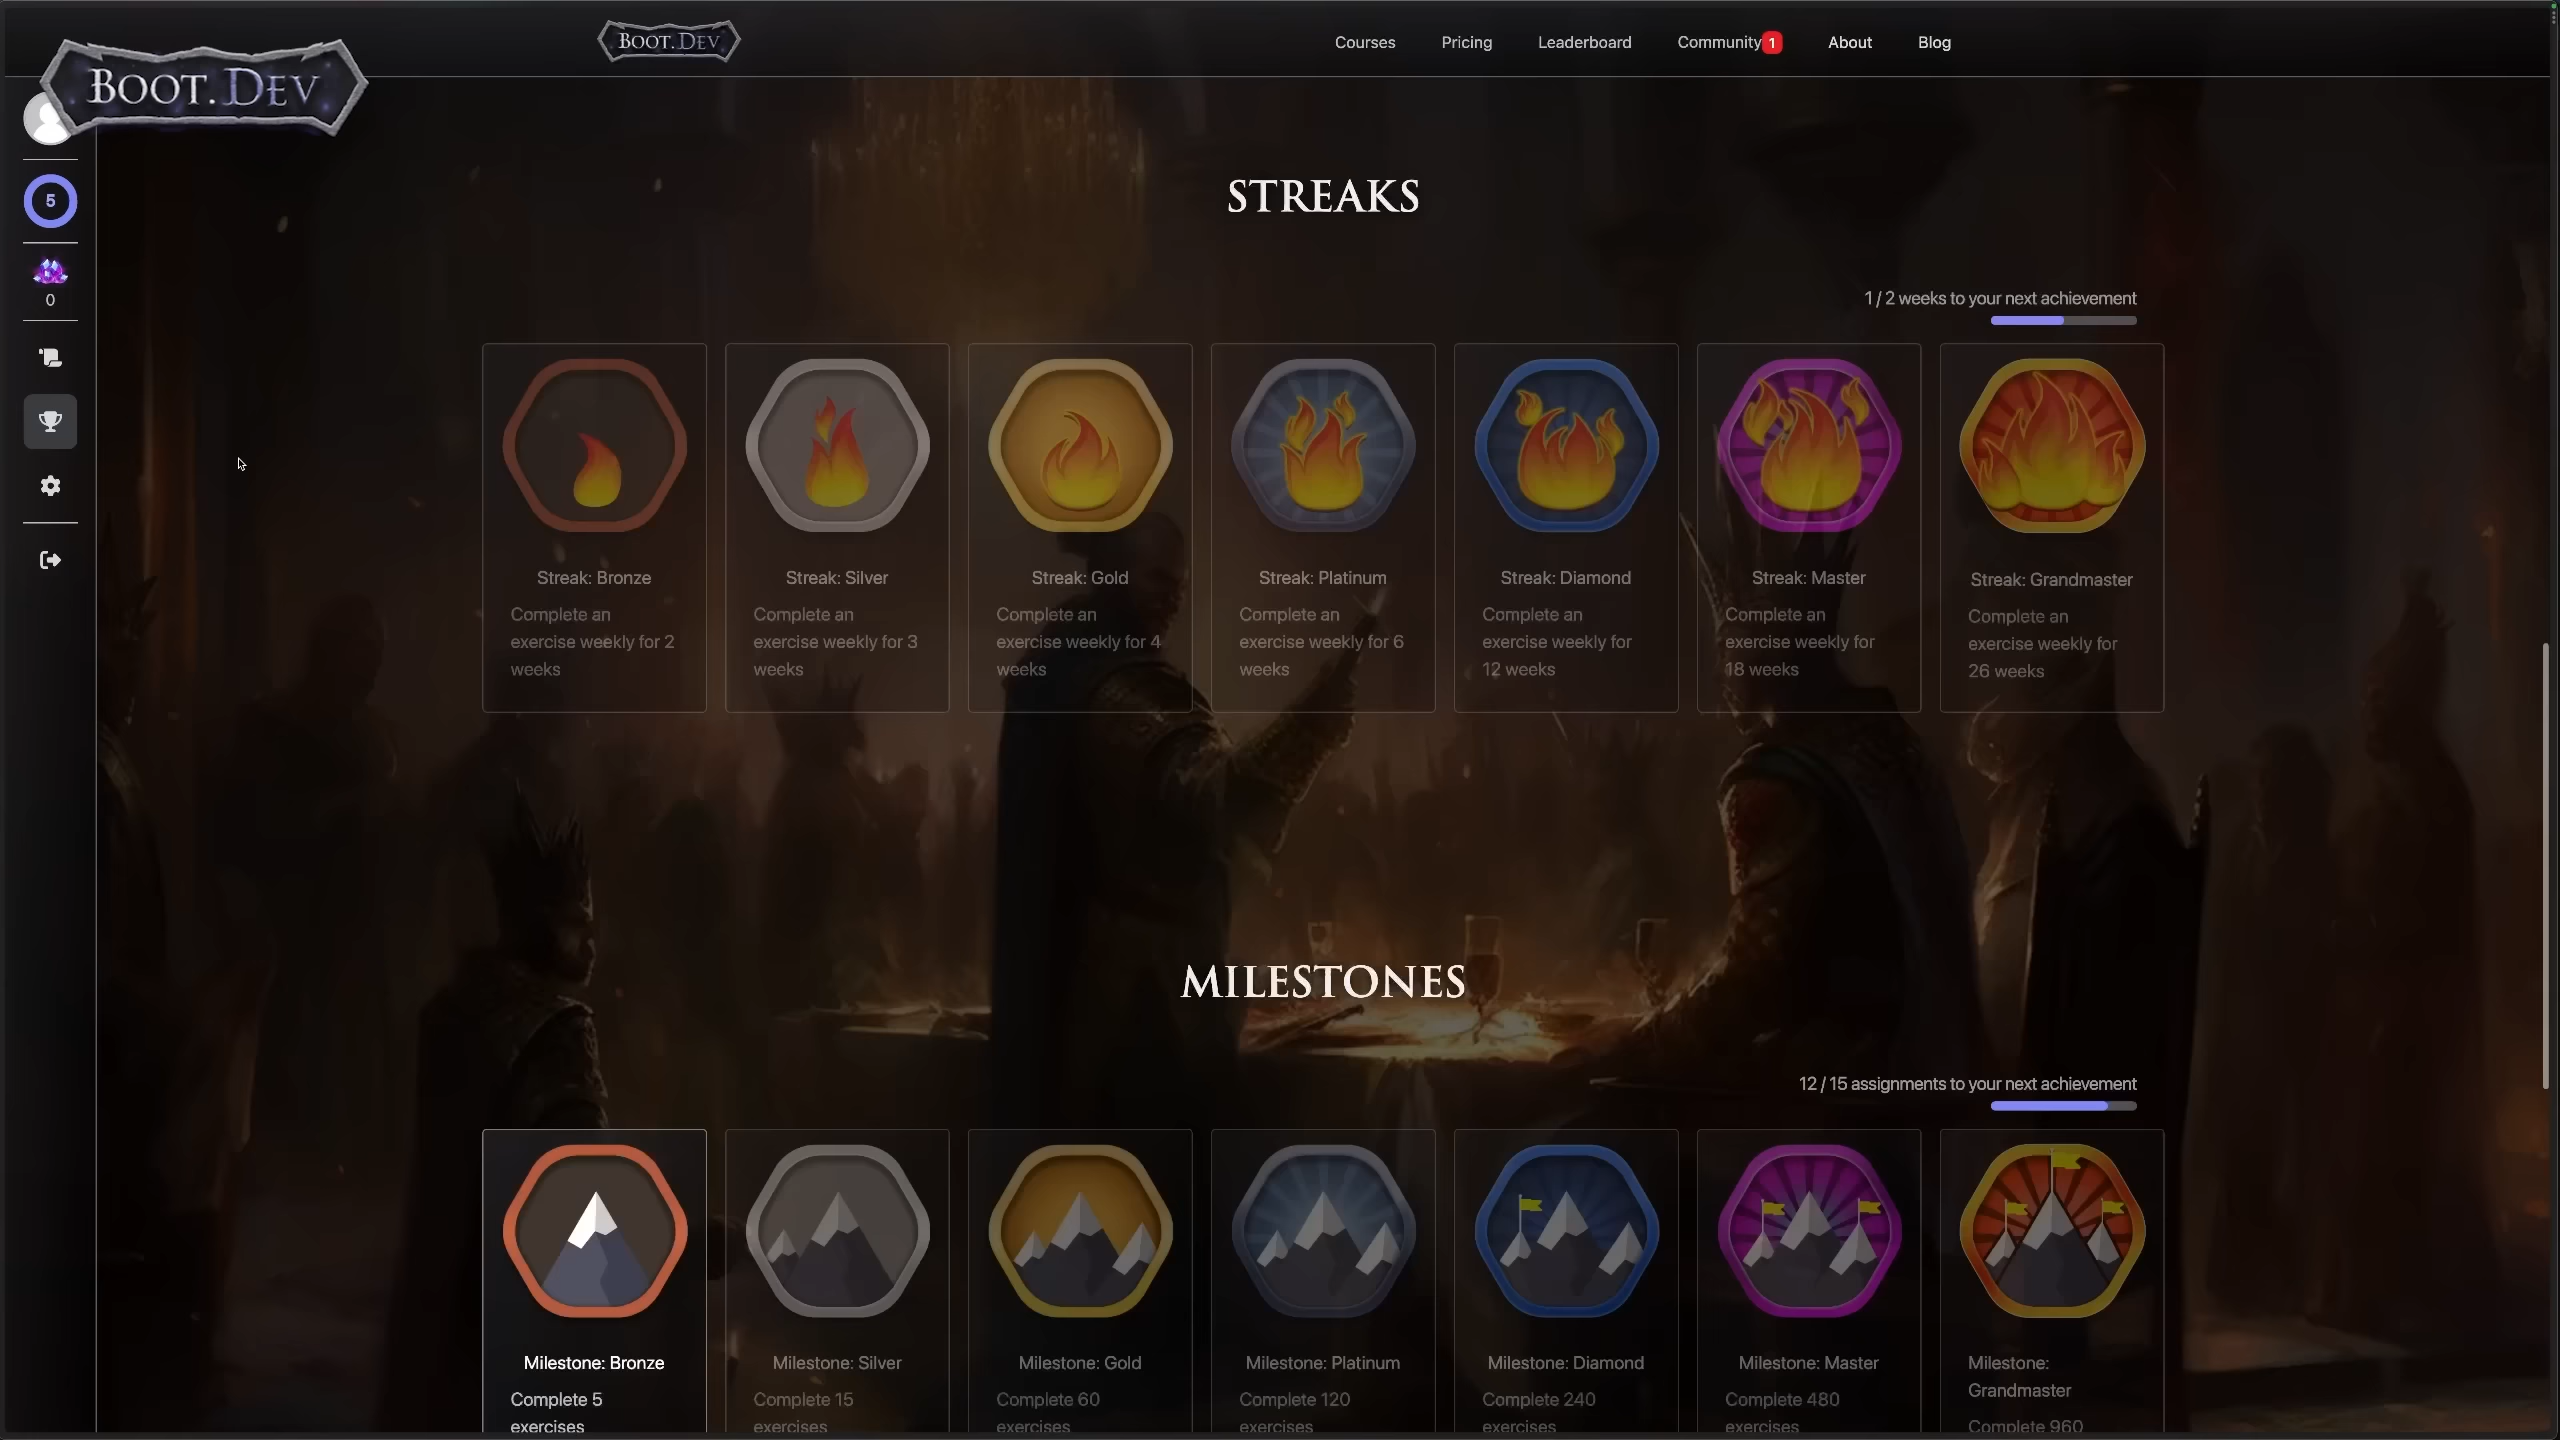 BOOT.DEV
BOOT.DEV
Courses
Pricing
Leaderboard
Community 1
About
Blog
5
0
STREAKS
1 / 2 weeks to your next achievement
Streak: Bronze
Complete an
exercise weekly for 2
weeks
Streak: Silver
Complete an
exercise weekly for 3
weeks
Streak: Gold
Complete an
exercise weekly for 4
weeks
Streak: Platinum
Complete an
exercise weekly for 6
weeks
Streak: Diamond
Complete an
exercise weekly for
12 weeks
Streak: Master
Complete an
exercise weekly for
18 weeks
Streak: Grandmaster
Complete an
exercise weekly for
26 weeks
MILESTONES
12 / 15 assignments to your next achievement
Milestone: Bronze
Complete 5
exercises
Milestone: Silver
Complete 15
exercises
Milestone: Gold
Complete 60
exercises
Milestone: Platinum
Complete 120
exercises
Milestone: Diamond
Complete 240
exercises
Milestone: Master
Complete 480
exercises
Milestone:
Grandmaster
Complete 960